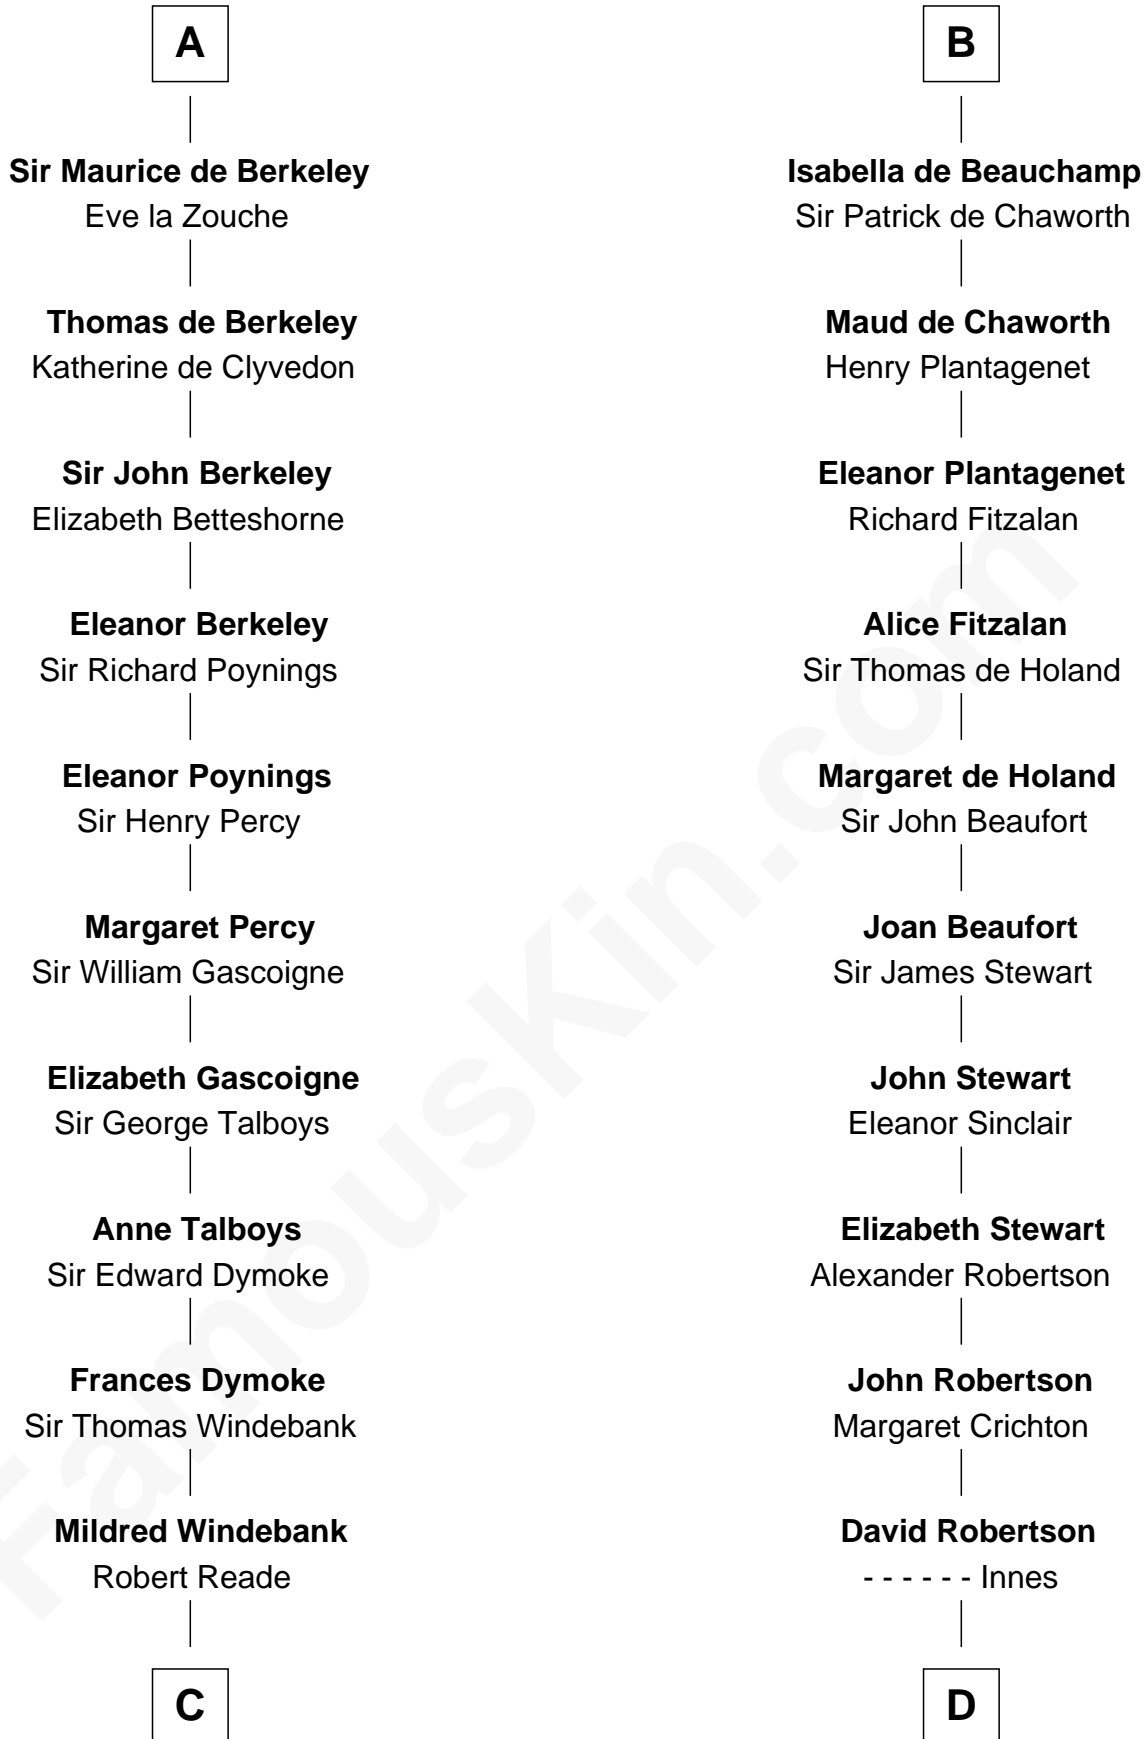 A
Sir Maurice de Berkeley
Eve la Zouche
Thomas de Berkeley
Katherine de Clyvedon
Sir John Berkeley
Elizabeth Betteshorne
Eleanor Berkeley
Sir Richard Poynings
Eleanor Poynings
Sir Henry Percy
Margaret Percy
Sir William Gascoigne
Elizabeth Gascoigne
Sir George Talboys
Anne Talboys
Sir Edward Dymoke
Frances Dymoke
Sir Thomas Windebank
Mildred Windebank
Robert Reade
C
B
Isabella de Beauchamp
Sir Patrick de Chaworth
Maud de Chaworth
Henry Plantagenet
Eleanor Plantagenet
Richard Fitzalan
Alice Fitzalan
Sir Thomas de Holand
Margaret de Holand
Sir John Beaufort
Joan Beaufort
Sir James Stewart
John Stewart
Eleanor Sinclair
Elizabeth Stewart
Alexander Robertson
John Robertson
Margaret Crichton
David Robertson
- - - - - - Innes
D
FamousKin.com